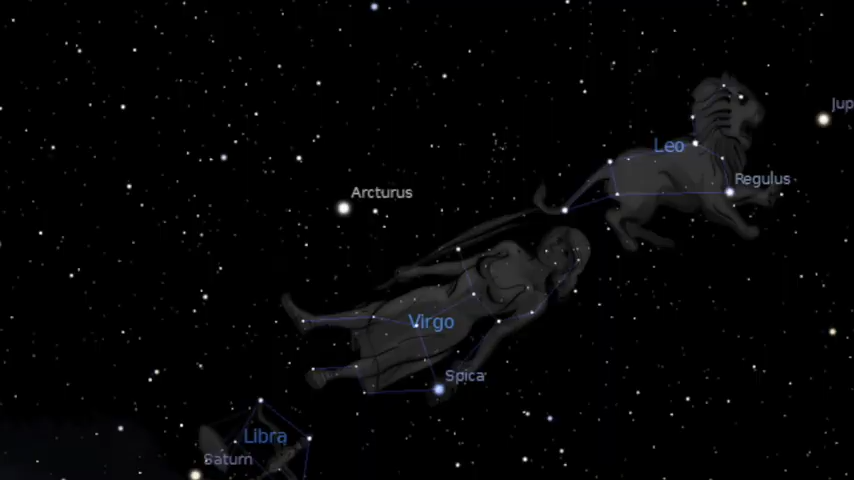 Jup
Leo
Regulus
Arcturus
Virgo
Spica
Libra
Saturn